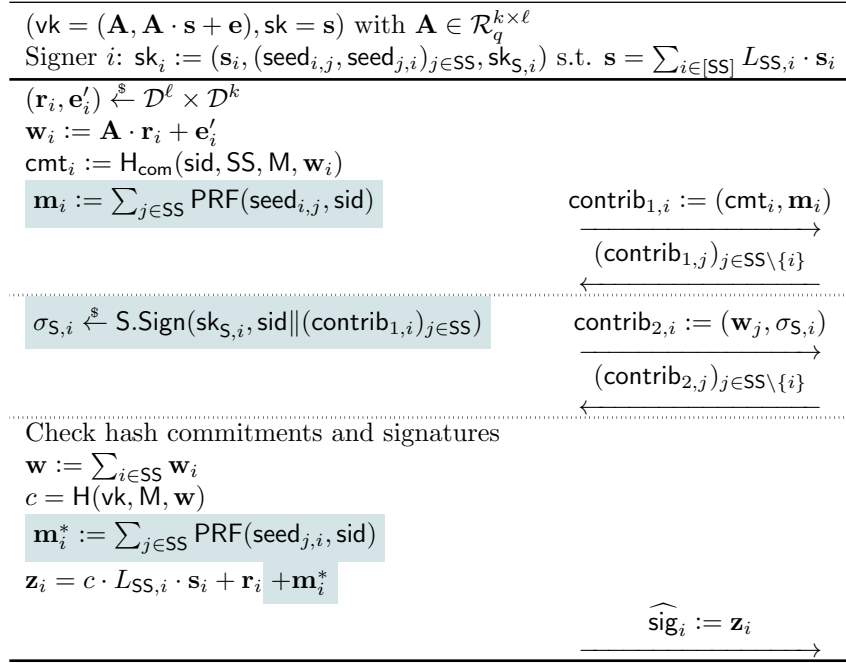 (vk = (A, A · s + e), sk = s) with A ∈ R_q^{k×ℓ}
Signer i: sk_i := (s_i, (seed_{i,j}, seed_{j,i})_{j∈SS}, sk_{S,i}) s.t. s = ∑_{i∈[SS]} L_{SS,i} · s_i
(r_i, e′_i) ←$ D^ℓ × D^k
w_i := A · r_i + e′_i
cmt_i := H_com(sid, SS, M, w_i)
m_i := ∑_{j∈SS} PRF(seed_{i,j}, sid) contrib_{1,i} := (cmt_i, m_i)
(contrib_{1,j})_{j∈SS\{i}}
σ_{S,i} ←$ S.Sign(sk_{S,i}, sid‖(contrib_{1,i})_{j∈SS}) contrib_{2,i} := (w_j, σ_{S,i})
(contrib_{2,j})_{j∈SS\{i}}
Check hash commitments and signatures
w := ∑_{i∈SS} w_i
c = H(vk, M, w)
m*_i := ∑_{j∈SS} PRF(seed_{j,i}, sid)
z_i = c · L_{SS,i} · s_i + r_i +m*_i
\widehat{sig}_i := z_i